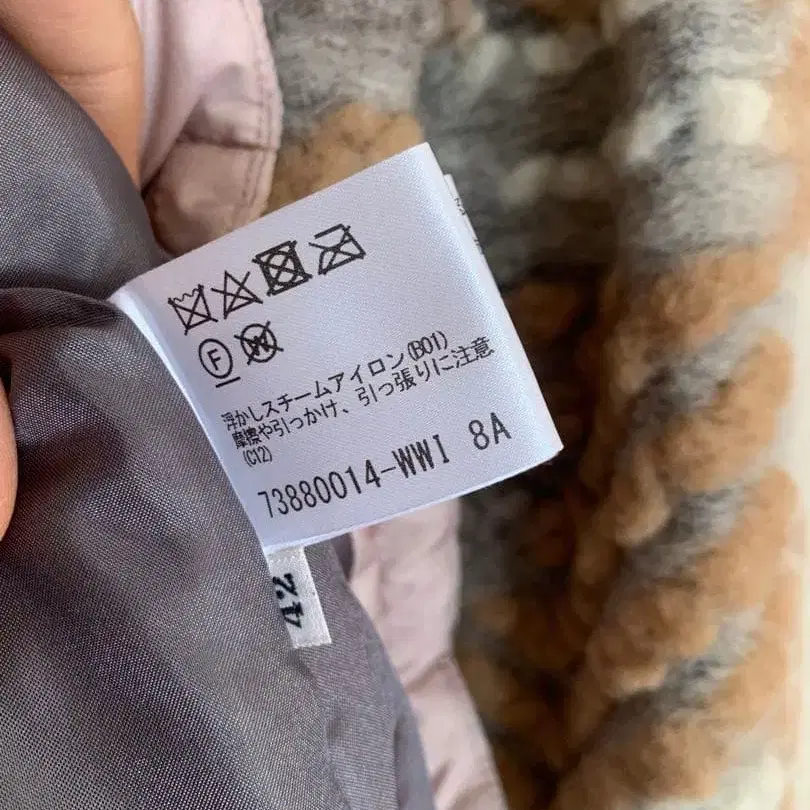 F W
浮かしスチームアイロン(B01)
摩擦や引っかけ、引っ張りに注意
(C12)
73880014-WWI 8A
42